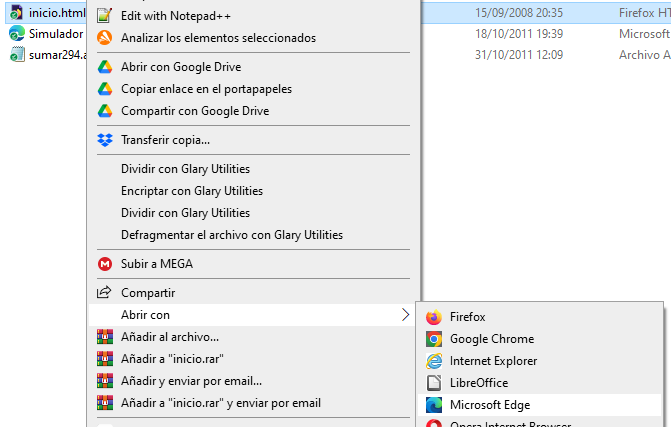 inicio.html 15/09/2008 20:35 Firefox HT
Edit with Notepad++
Simulador 18/10/2011 19:39 Microsoft
Analizar los elementos seleccionados
sumar294.a 31/10/2011 12:09 Archivo A
Abrir con Google Drive
Copiar enlace en el portapapeles
Compartir con Google Drive
Transferir copia...
Dividir con Glary Utilities
Encriptar con Glary Utilities
Dividir con Glary Utilities
Defragmentar el archivo con Glary Utilities
Subir a MEGA
Compartir
Abrir con
Firefox
Añadir al archivo...
Google Chrome
Añadir a "inicio.rar"
Internet Explorer
Añadir y enviar por email...
LibreOffice
Añadir a "inicio.rar" y enviar por email
Microsoft Edge
Opera Internet Browser